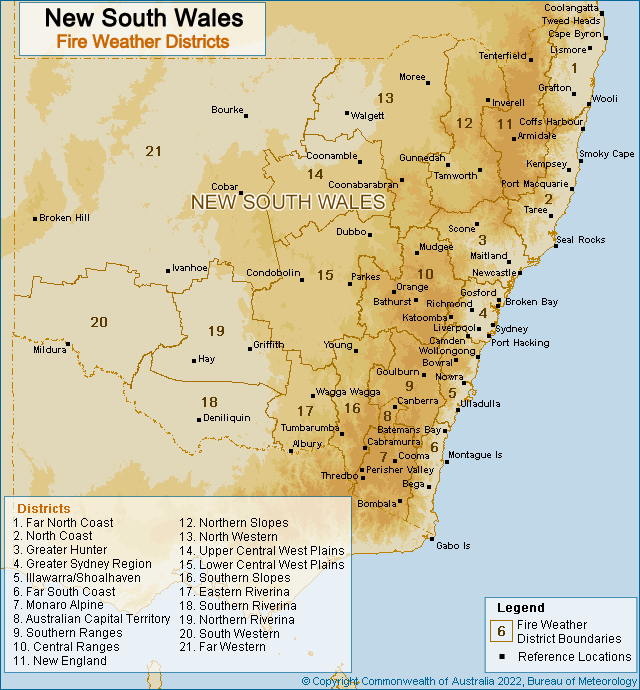 New South Wales
Fire Weather Districts
Coolangatta
Tweed Heads
Cape Byron
Lismore
1
Tenterfield
Grafton
Wooli
Moree
13
Inverell
Bourke
Walgett
12
11
Coffs Harbour
Armidale
21
Coonamble
Gunnedah
Smoky Cape
14
Tamworth
Kempsey
Cobar
Coonabarabran
Port Macquarie
NEW SOUTH WALES
2
Taree
Broken Hill
Dubbo
Scone
3
Seal Rocks
Mudgee
Maitland
Ivanhoe
Condobolin
15
Parkes
10
Newcastle
Orange
Gosford
Bathurst
Richmond
Broken Bay
Katoomba
4
20
19
Liverpool
Sydney
Camden
Port Hacking
Mildura
Hay
Griffith
Young
Wollongong
Bowral
Goulburn
Nowra
9
Wagga Wagga
5
18
17
16
Canberra
Ulladulla
Deniliquin
8
Tumbarumba
Batemans Bay
Albury
Cabramurra
6
7
Cooma
Montague Is
Perisher Valley
Thredbo
Bega
Bombala
Gabo Is
Districts
1. Far North Coast
2. North Coast
3. Greater Hunter
4. Greater Sydney Region
5. Illawarra/Shoalhaven
6. Far South Coast
7. Monaro Alpine
8. Australian Capital Territory
9. Southern Ranges
10. Central Ranges
11. New England
12. Northern Slopes
13. North Western
14. Upper Central West Plains
15. Lower Central West Plains
16. Southern Slopes
17. Eastern Riverina
18. Southern Riverina
19. Northern Riverina
20. South Western
21. Far Western
Legend
6 Fire Weather
District Boundaries
Reference Locations
© Copyright Commonwealth of Australia 2022, Bureau of Meteorology